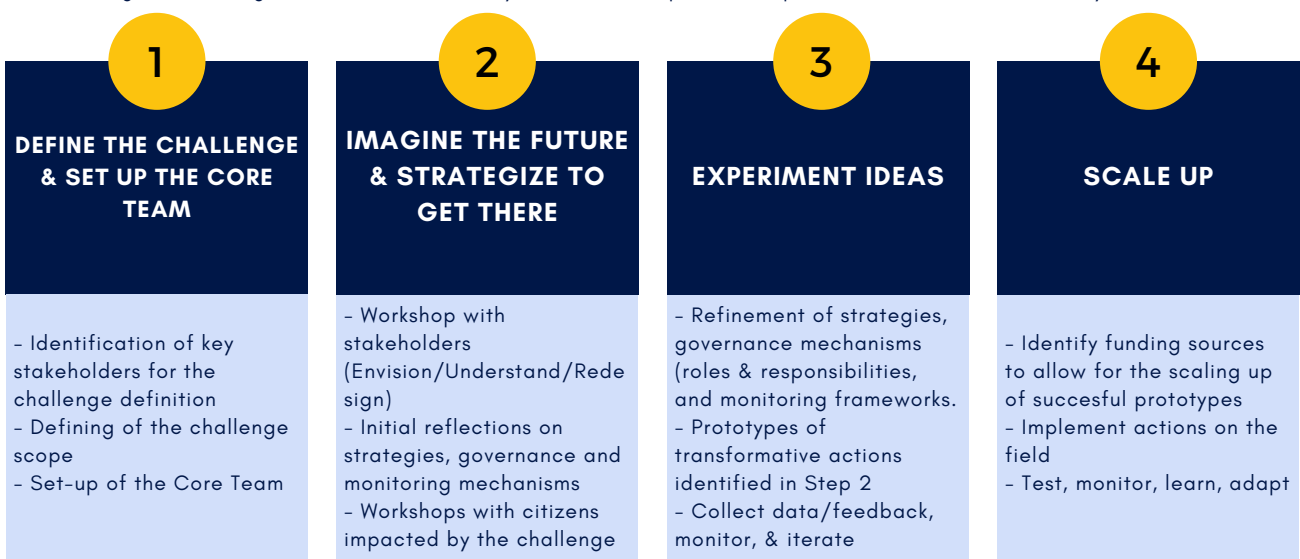 1
DEFINE THE CHALLENGE
& SET UP THE CORE
TEAM
- Identification of key
stakeholders for the
challenge definition
- Defining of the challenge
scope
- Set-up of the Core Team
2
IMAGINE THE FUTURE
& STRATEGIZE TO
GET THERE
- Workshop with
stakeholders
(Envision/Understand/Rede
sign)
- Initial reflections on
strategies, governance and
monitoring mechanisms
- Workshops with citizens
impacted by the challenge
3
EXPERIMENT IDEAS
- Refinement of strategies,
governance mechanisms
(roles & responsibilities,
and monitoring frameworks.
- Prototypes of
transformative actions
identified in Step 2
- Collect data/feedback,
monitor, & iterate
4
SCALE UP
- Identify funding sources
to allow for the scaling up
of succesful prototypes
- Implement actions on the
field
- Test, monitor, learn, adapt